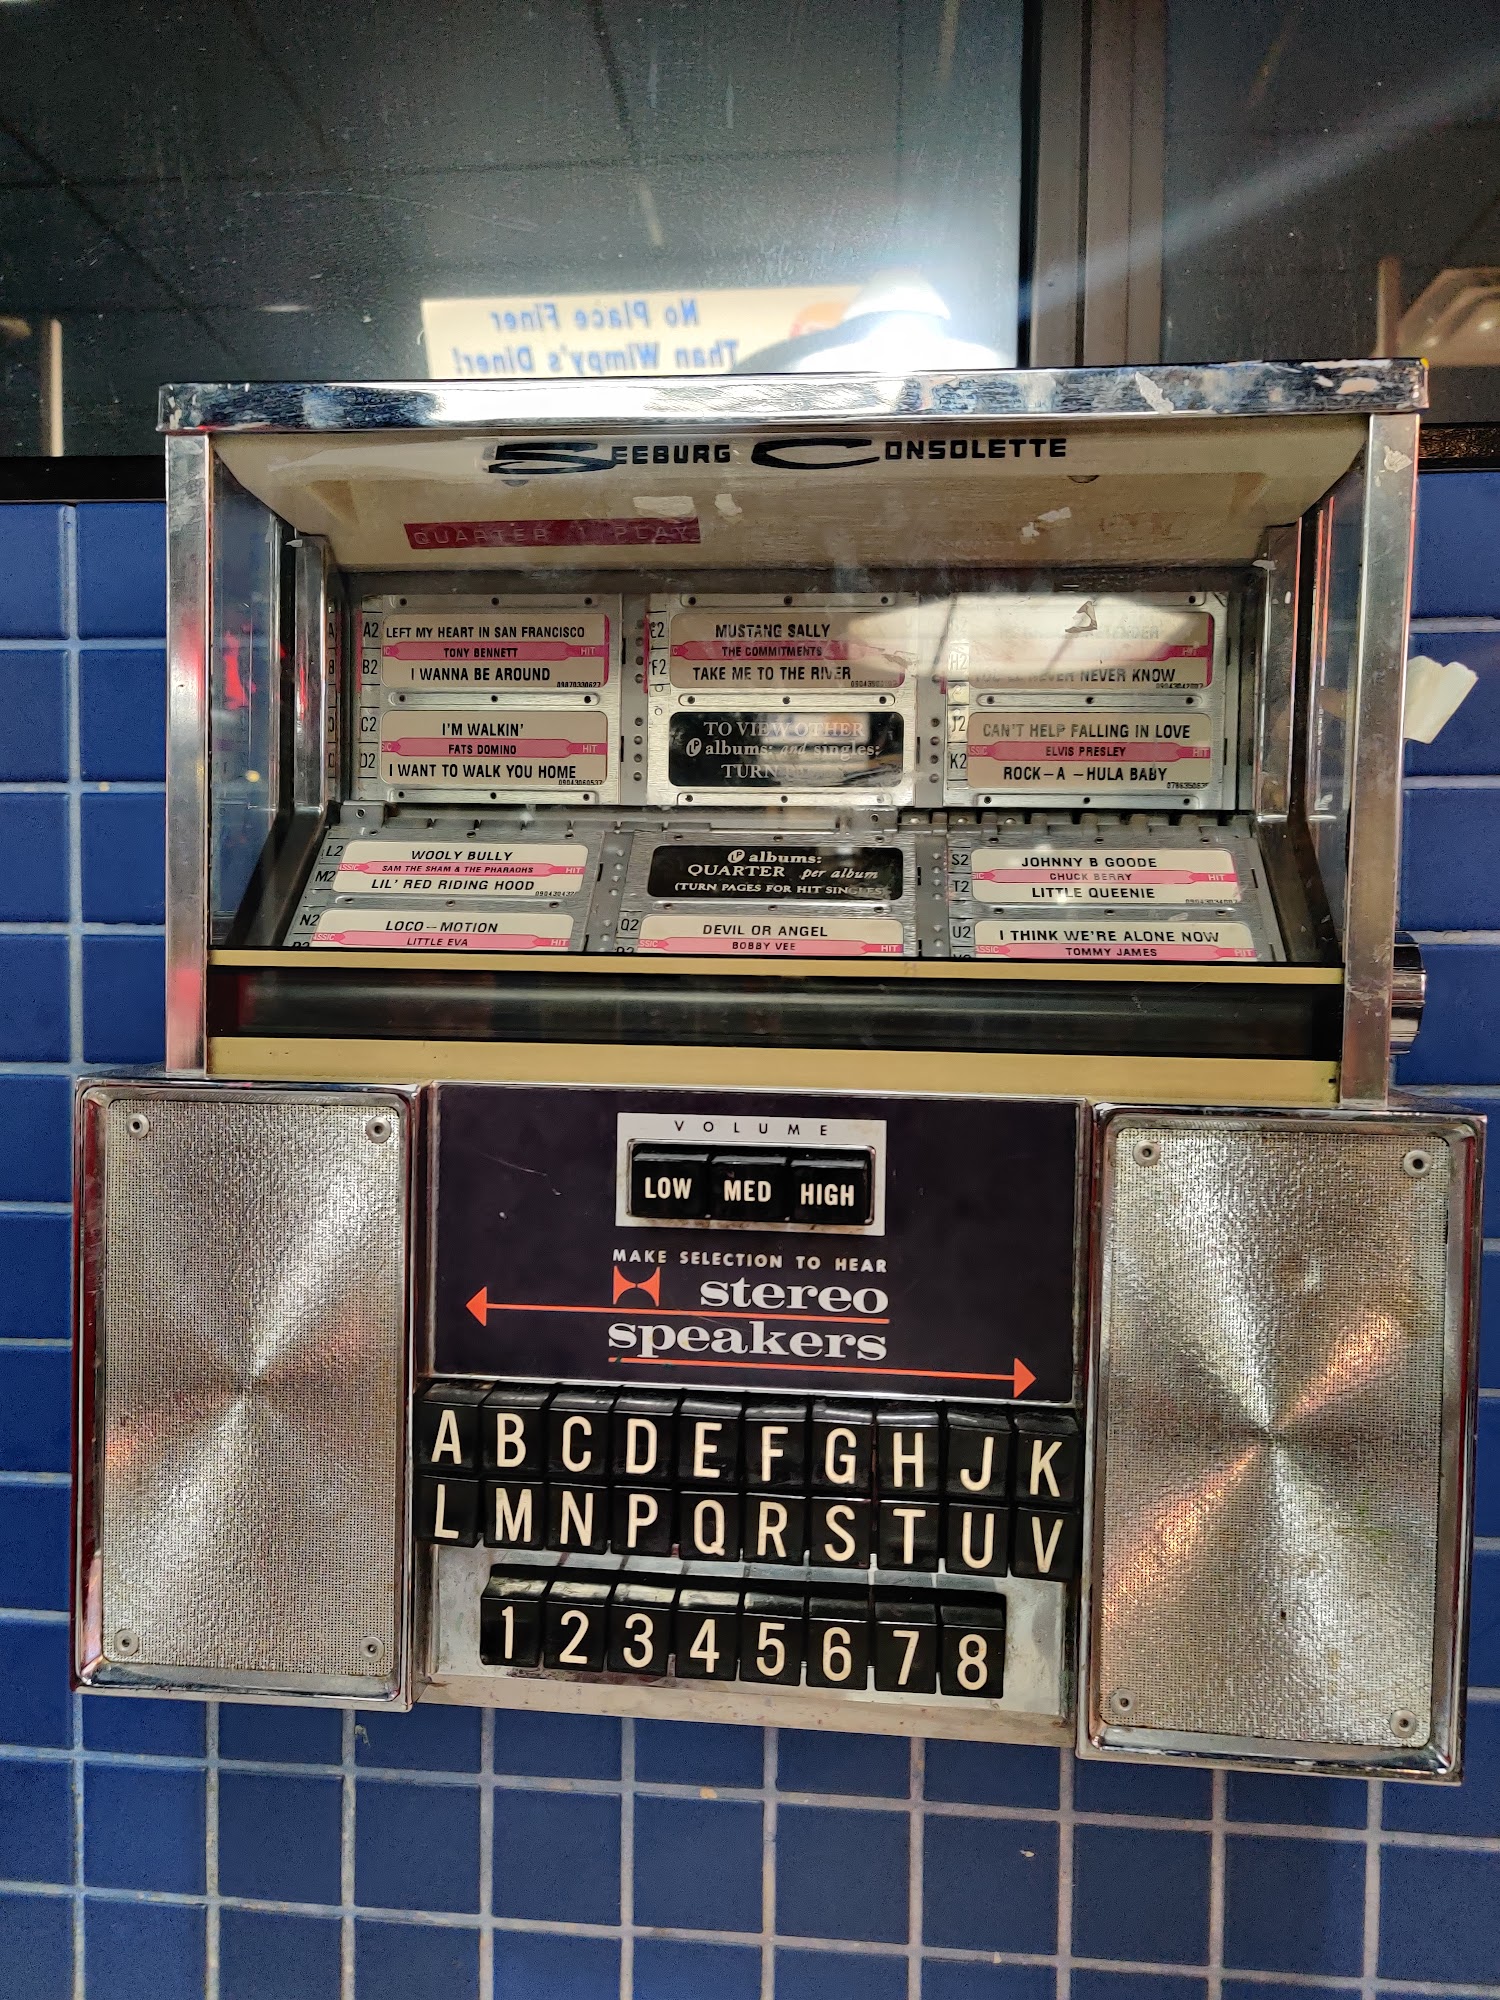 No Place Finer
Than Wimpy's Diner!
SEEBURG CONSOLETTE
QUARTER 1 PLAY
A2 LEFT MY HEART IN SAN FRANCISCO
TONY BENNETT HIT
B2 I WANNA BE AROUND
E2 MUSTANG SALLY
THE COMMITMENTS
F2 TAKE ME TO THE RIVER
HIT
H2 NEVER NEVER KNOW
C2 I'M WALKIN'
FATS DOMINO HIT
D2 I WANT TO WALK YOU HOME
TO VIEW OTHER
LP albums: and singles:
TURN
J2 CAN'T HELP FALLING IN LOVE
ELVIS PRESLEY HIT
K2 ROCK-A-HULA BABY
L2 WOOLY BULLY
SAM THE SHAM & THE PHARAOHS HIT
M2 LIL' RED RIDING HOOD
LP albums:
QUARTER per album
(TURN PAGES FOR HIT SINGLES
S2 JOHNNY B GOODE
CHUCK BERRY HIT
T2 LITTLE QUEENIE
N2 LOCO-MOTION
LITTLE EVA HIT
Q2 DEVIL OR ANGEL
BOBBY VEE HIT
U2 I THINK WE'RE ALONE NOW
TOMMY JAMES HIT
VOLUME
LOW MED HIGH
MAKE SELECTION TO HEAR
stereo
speakers
A B C D E F G H J K
L M N P Q R S T U V
1 2 3 4 5 6 7 8